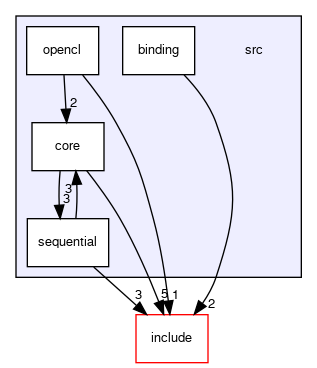 opencl
binding
src
2
core
3
3
sequential
3
5
1
2
include